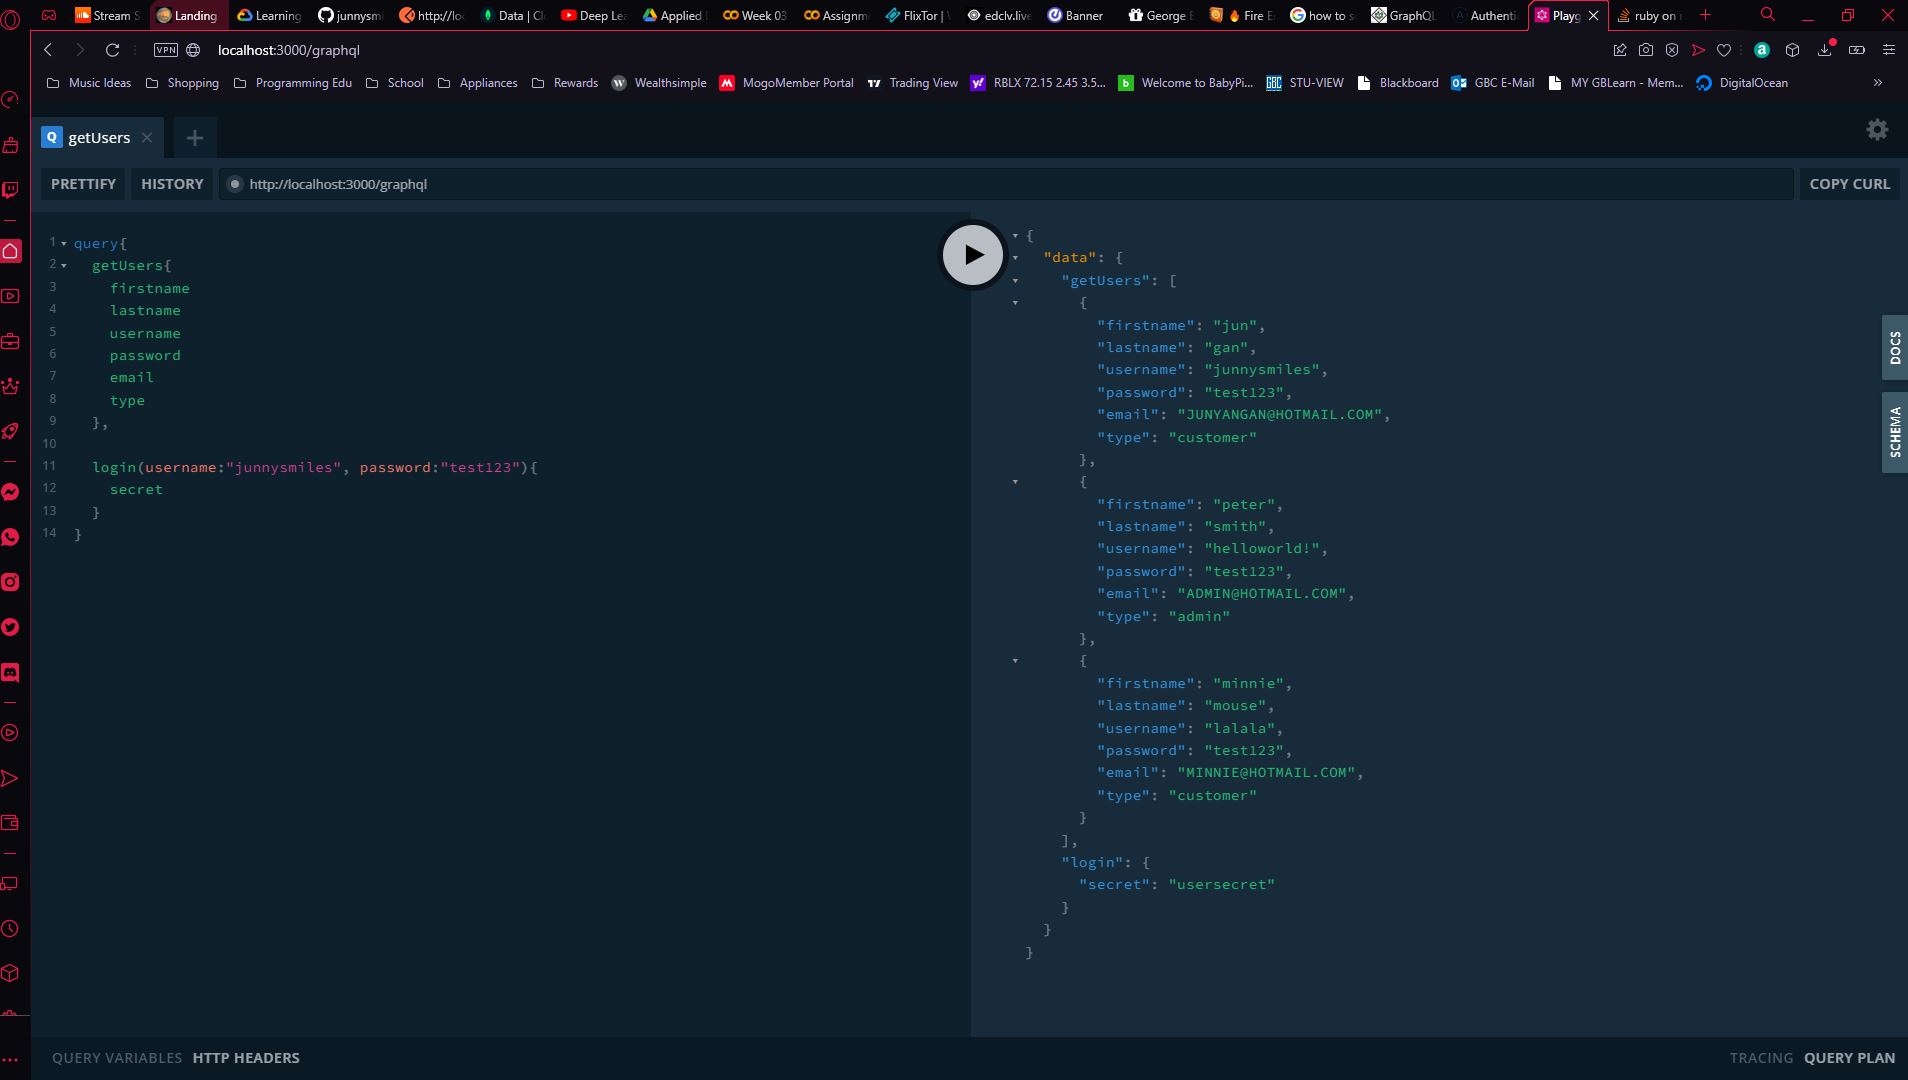 Stream S
Landing
Learning
junnysmi
http://loc
Data | Cl
Deep Lea
Applied
Week 03
Assignm
FlixTor |
edclv.live
Banner
George
Fire E
how to s
GraphQL
Authenti
Playg
ruby on
VPN
localhost:3000/graphql
Music Ideas
Shopping
Programming Edu
School
Appliances
Rewards
Wealthsimple
MogoMember Portal
Trading View
RBLX 72.15 2.45 3.5...
Welcome to BabyPi...
GBC STU-VIEW
Blackboard
GBC E-Mail
MY GBLearn - Mem...
DigitalOcean
Q getUsers
PRETTIFY
HISTORY
http://localhost:3000/graphql
COPY CURL
1 query{
2 getUsers{
3 firstname
4 lastname
5 username
6 password
7 email
8 type
9 },
10
11 login(username:"junnysmiles", password:"test123"){
12 secret
13 }
14 }
{
"data": {
"getUsers": [
{
"firstname": "jun",
"lastname": "gan",
"username": "junnysmiles",
"password": "test123",
"email": "JUNYANGAN@HOTMAIL.COM",
"type": "customer"
},
{
"firstname": "peter",
"lastname": "smith",
"username": "helloworld!",
"password": "test123",
"email": "ADMIN@HOTMAIL.COM",
"type": "admin"
},
{
"firstname": "minnie",
"lastname": "mouse",
"username": "lalala",
"password": "test123",
"email": "MINNIE@HOTMAIL.COM",
"type": "customer"
}
],
"login": {
"secret": "usersecret"
}
}
}
DOCS
SCHEMA
QUERY VARIABLES
HTTP HEADERS
TRACING
QUERY PLAN